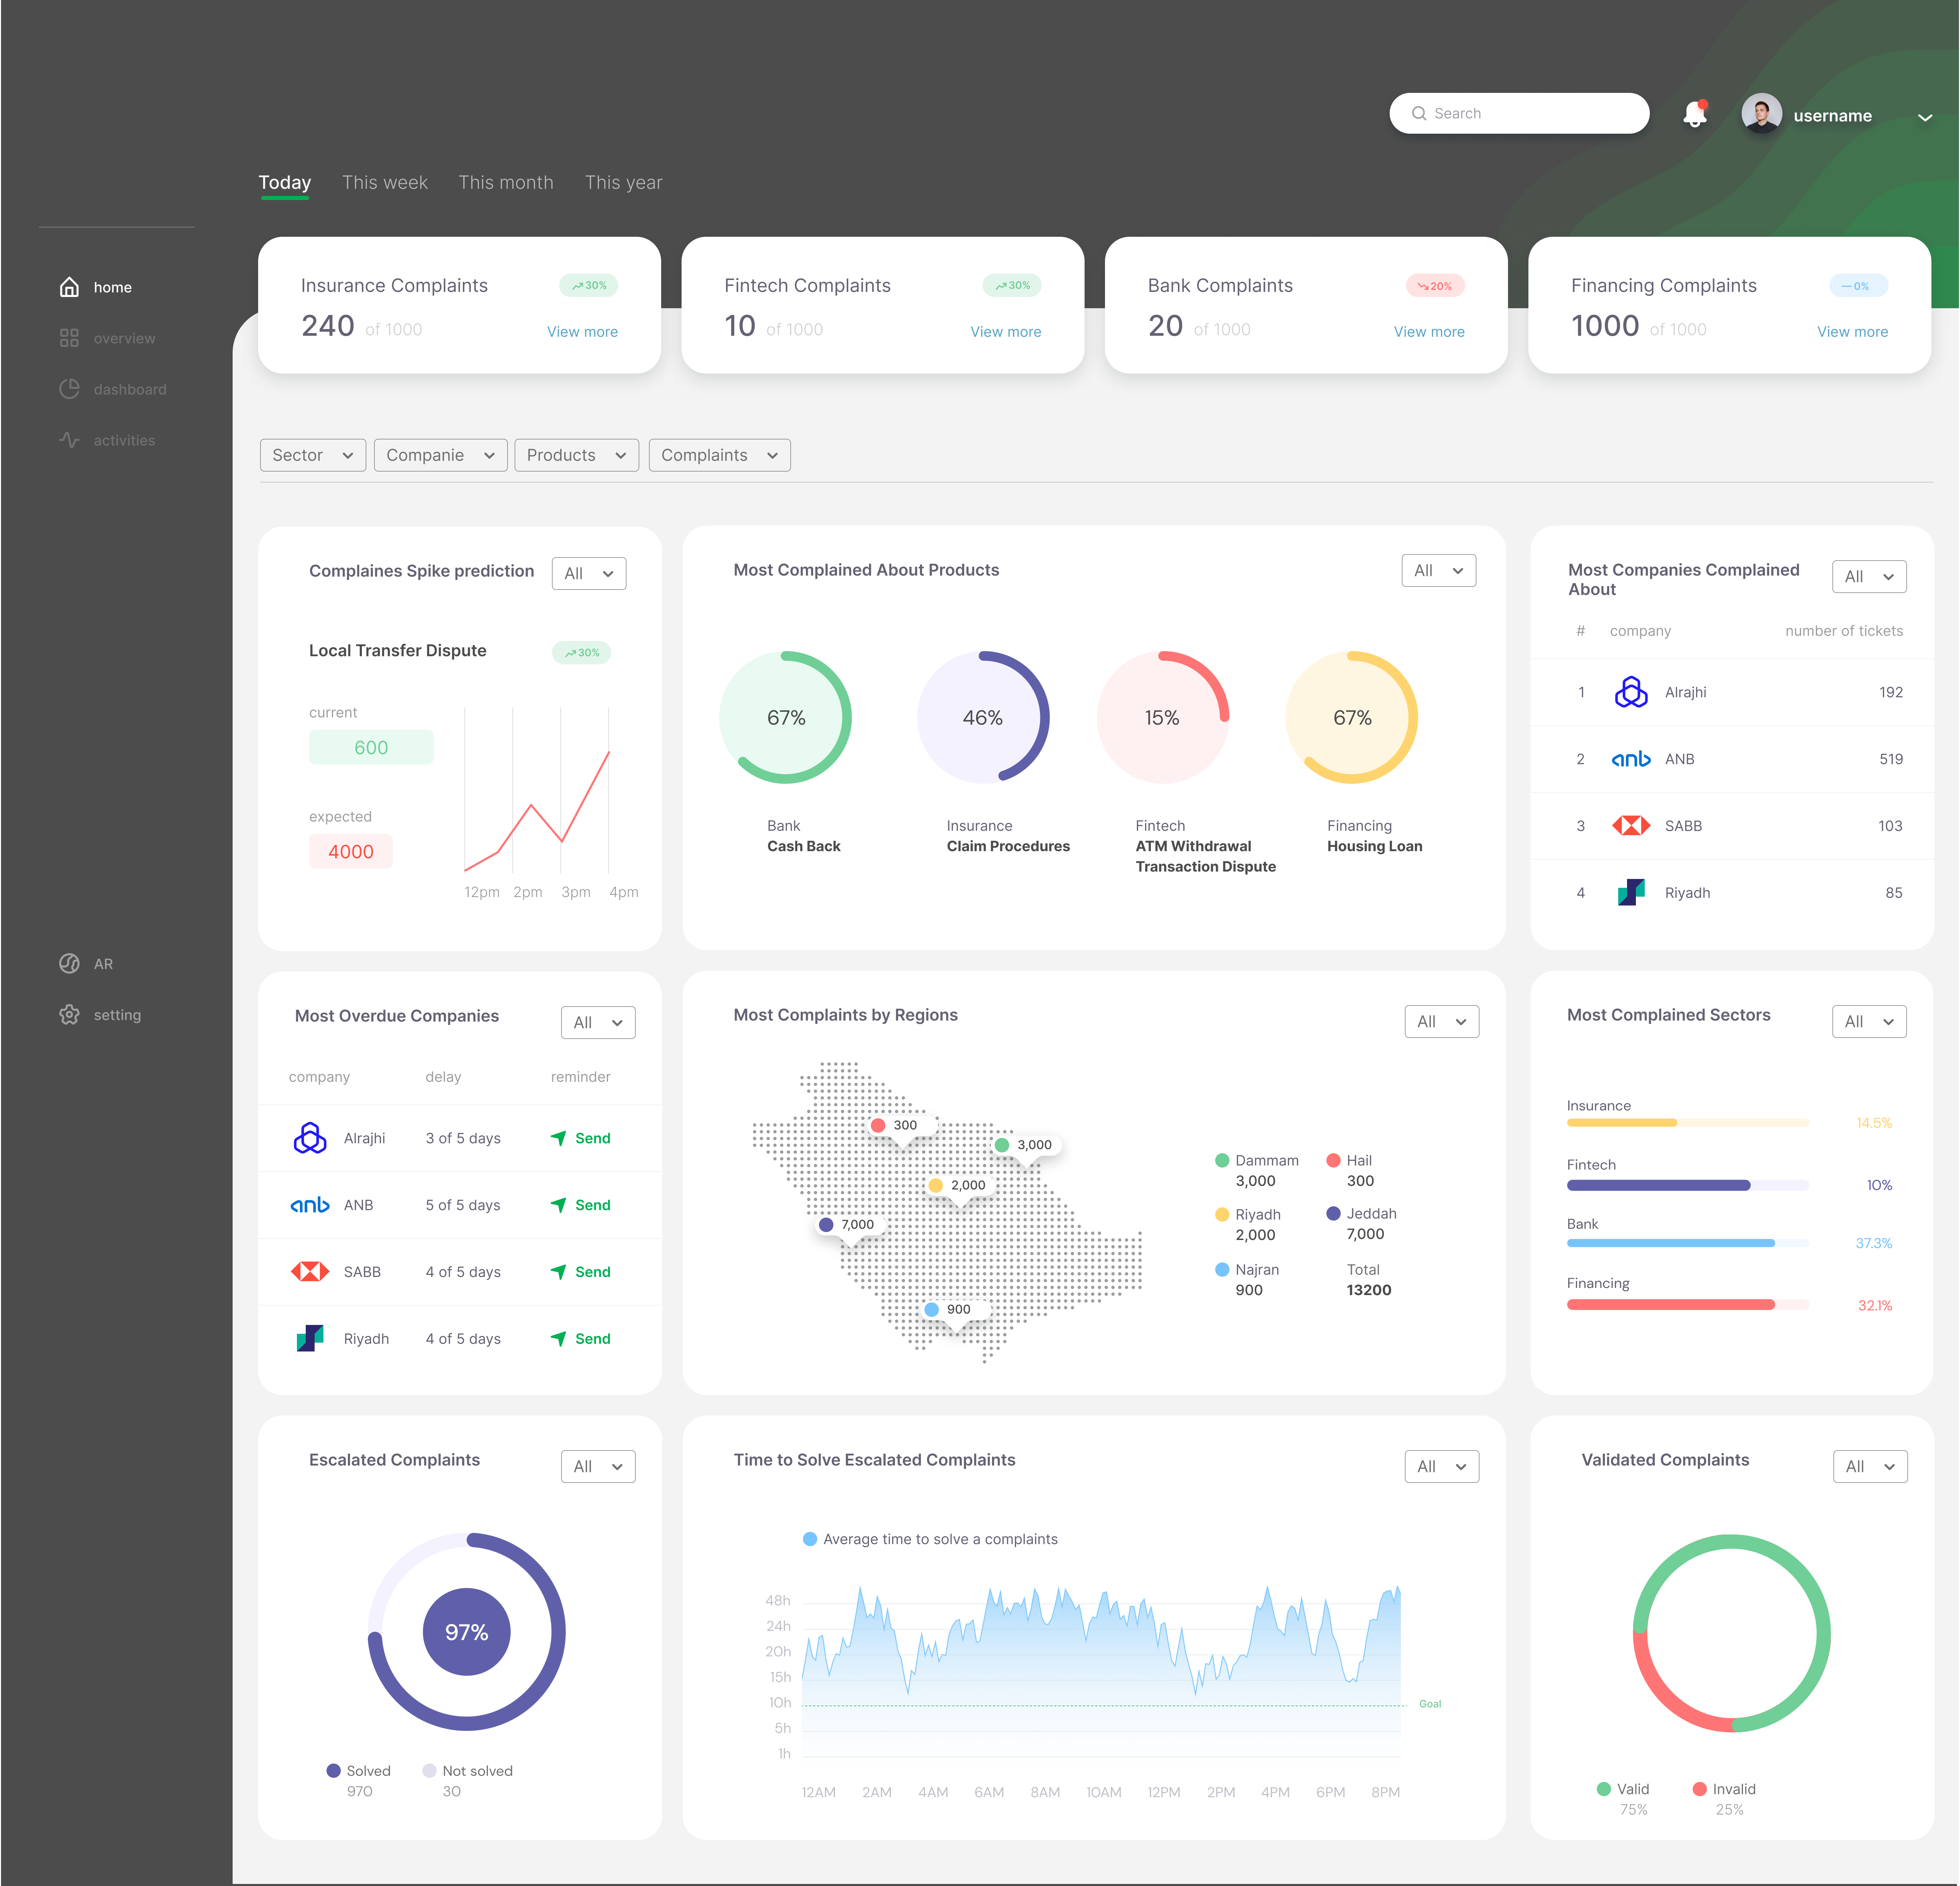 Search
username
Today This week This month This year
home
overview
dashboard
activities
AR
setting
Insurance Complaints 30%
240 of 1000 View more
Fintech Complaints 30%
10 of 1000 View more
Bank Complaints 20%
20 of 1000 View more
Financing Complaints 0%
1000 of 1000 View more
Sector Companie Products Complaints
Complaines Spike prediction All
Local Transfer Dispute 30%
current
600
expected
4000
12pm 2pm 3pm 4pm
Most Complained About Products All
67% 46% 15% 67%
Bank
Cash Back
Insurance
Claim Procedures
Fintech
ATM Withdrawal
Transaction Dispute
Financing
Housing Loan
Most Companies Complained
About
All
# company number of tickets
1 Alrajhi 192
2 anb ANB 519
3 SABB 103
4 Riyadh 85
Most Overdue Companies All
company delay reminder
Alrajhi 3 of 5 days Send
anb ANB 5 of 5 days Send
SABB 4 of 5 days Send
Riyadh 4 of 5 days Send
Most Complaints by Regions All
300
3,000
2,000
7,000
900
Dammam
3,000
Hail
300
Riyadh
2,000
Jeddah
7,000
Najran
900
Total
13200
Most Complained Sectors All
Insurance
14.5%
Fintech
10%
Bank
37.3%
Financing
32.1%
Escalated Complaints All
97%
Solved
970
Not solved
30
Time to Solve Escalated Complaints All
Average time to solve a complaints
48h
24h
20h
15h
10h
Goal
5h
1h
12AM 2AM 4AM 6AM 8AM 10AM 12PM 2PM 4PM 6PM 8PM
Validated Complaints All
Valid
75%
Invalid
25%